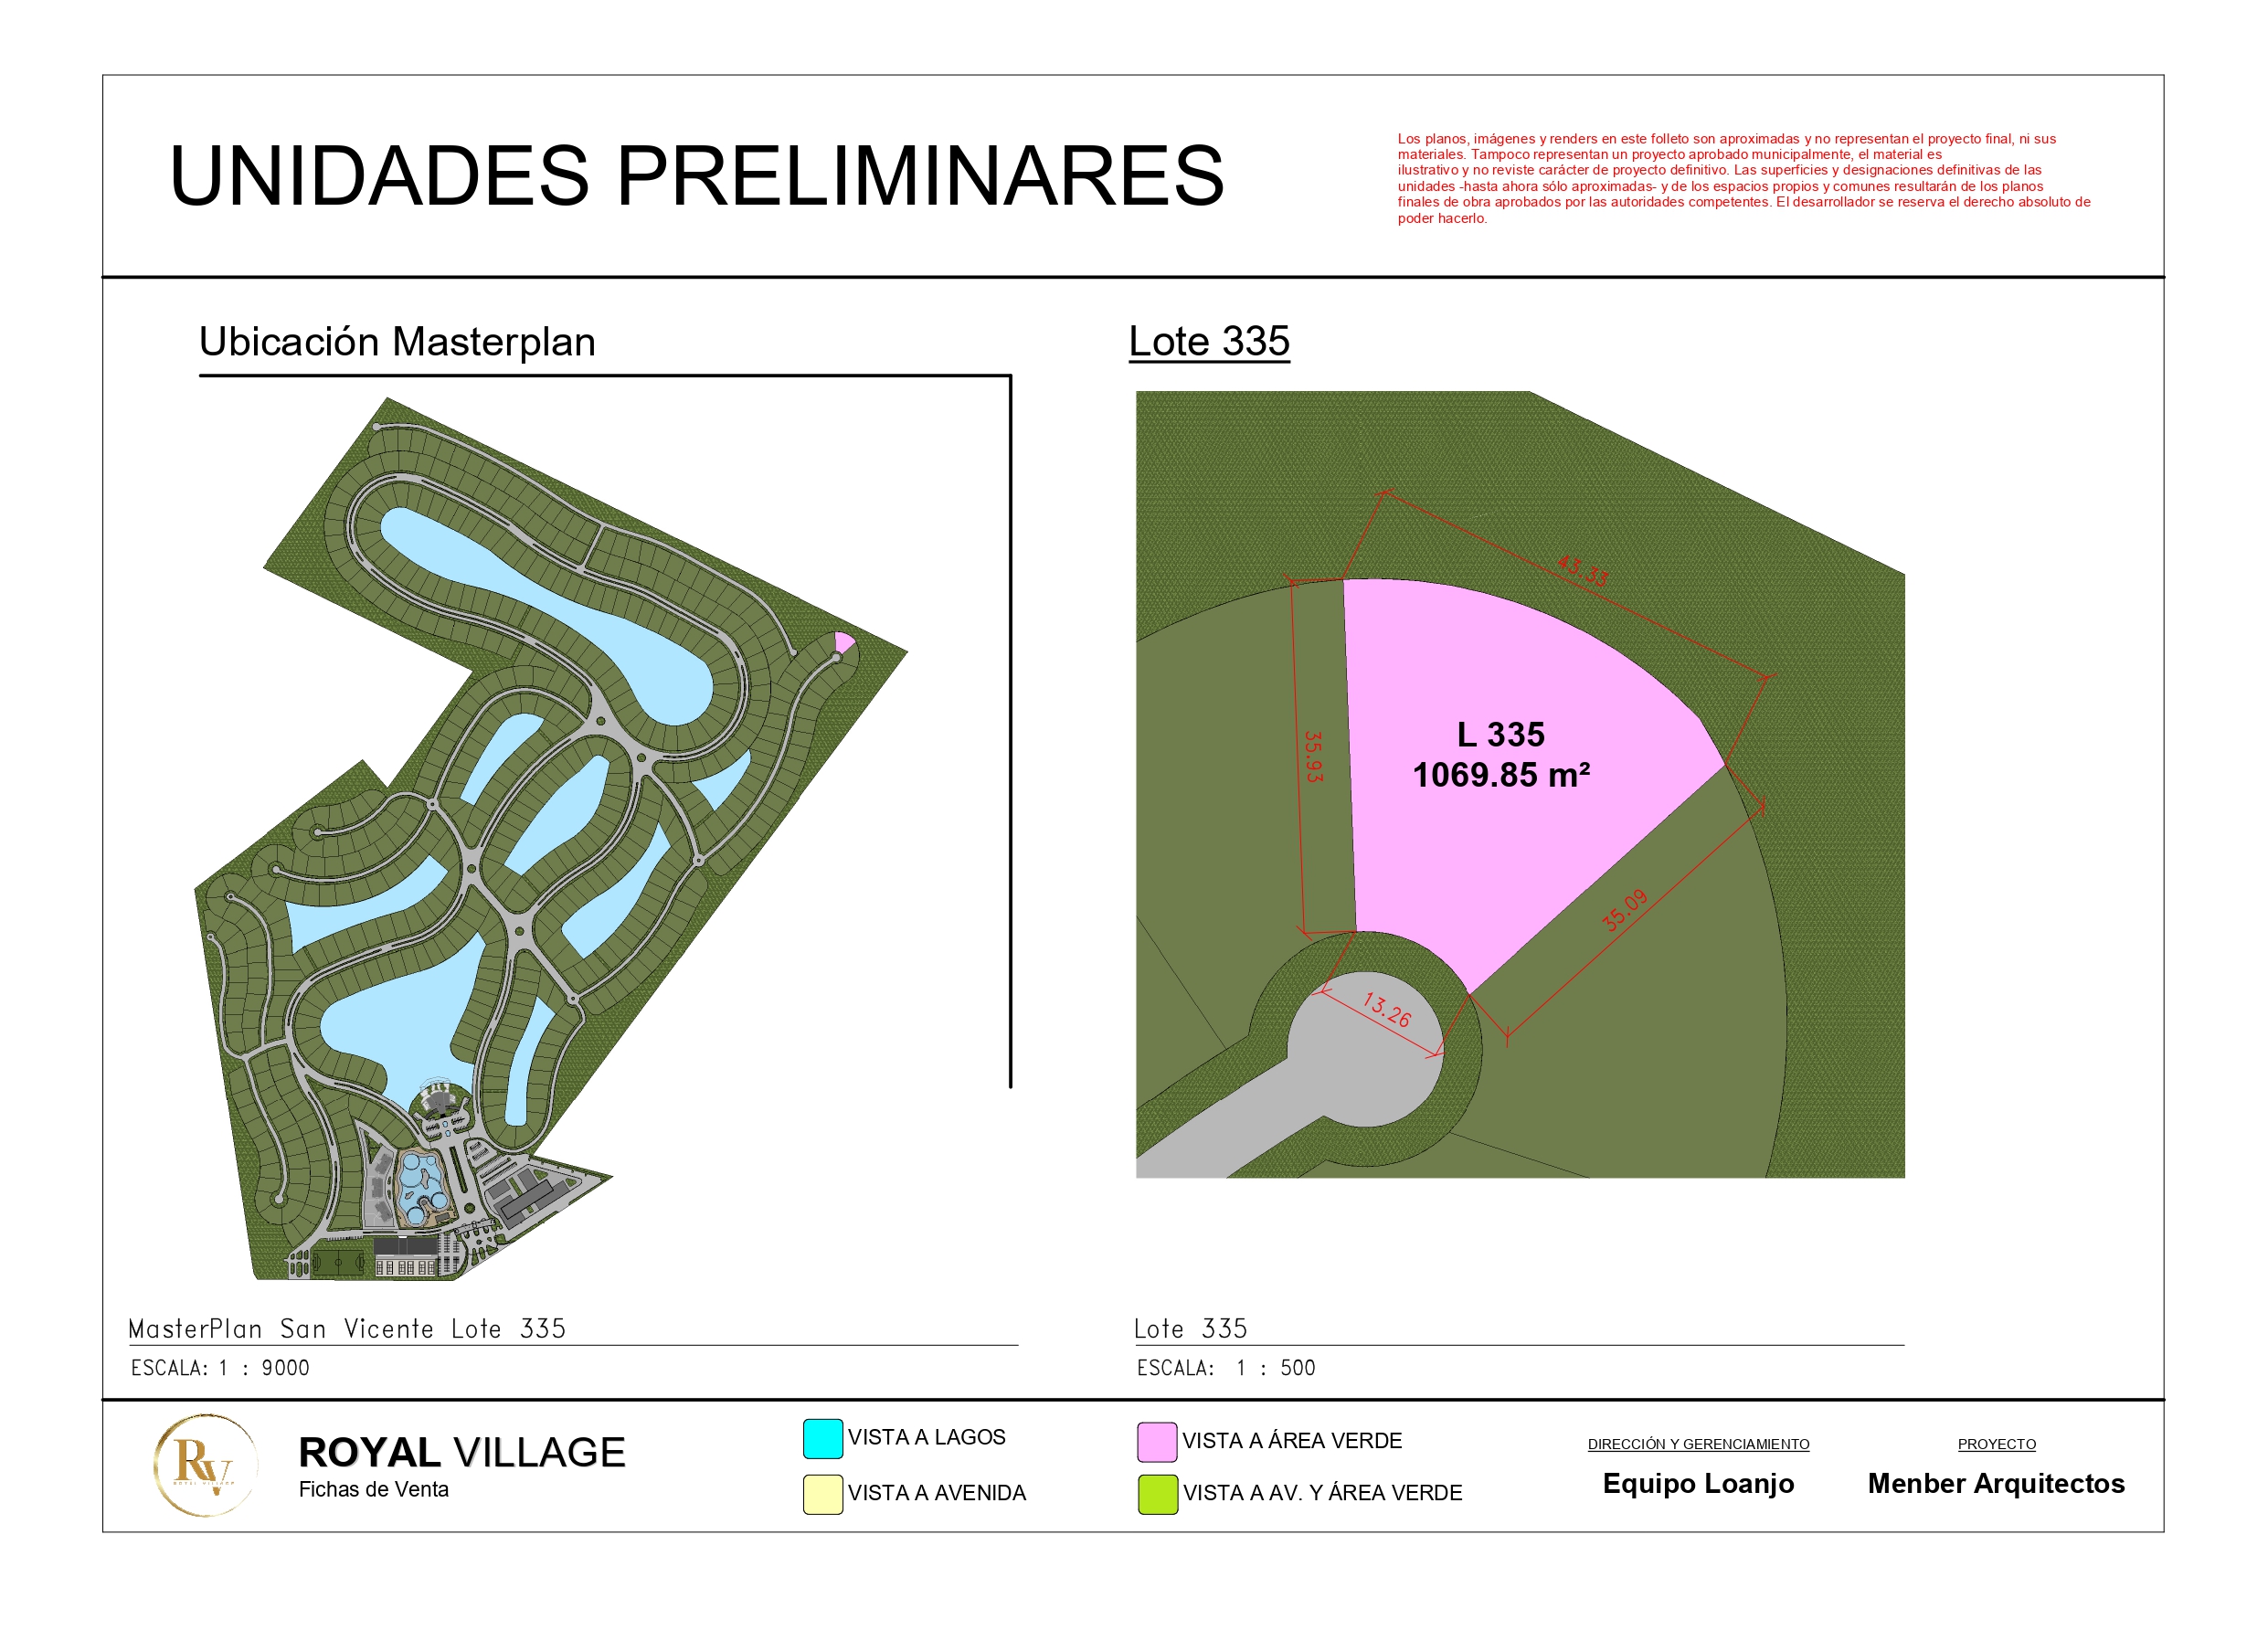 UNIDADES PRELIMINARES
Los planos, imágenes y renders en este folleto son aproximadas y no representan el proyecto final, ni sus
materiales. Tampoco representan un proyecto aprobado municipalmente, el material es
ilustrativo y no reviste carácter de proyecto definitivo. Las superficies y designaciones definitivas de las
unidades -hasta ahora sólo aproximadas- y de los espacios propios y comunes resultarán de los planos
finales de obra aprobados por las autoridades competentes. El desarrollador se reserva el derecho absoluto de
poder hacerlo.
Ubicación Masterplan
Lote 335
43.33
35.93
L 335
1069.85 m²
35.09
13.26
MasterPlan San Vicente Lote 335
ESCALA: 1 : 9000
Lote 335
ESCALA: 1 : 500
RV
ROYAL VILLAGE
ROYAL VILLAGE
Fichas de Venta
VISTA A LAGOS
VISTA A AVENIDA
VISTA A ÁREA VERDE
VISTA A AV. Y ÁREA VERDE
DIRECCIÓN Y GERENCIAMIENTO
Equipo Loanjo
PROYECTO
Menber Arquitectos